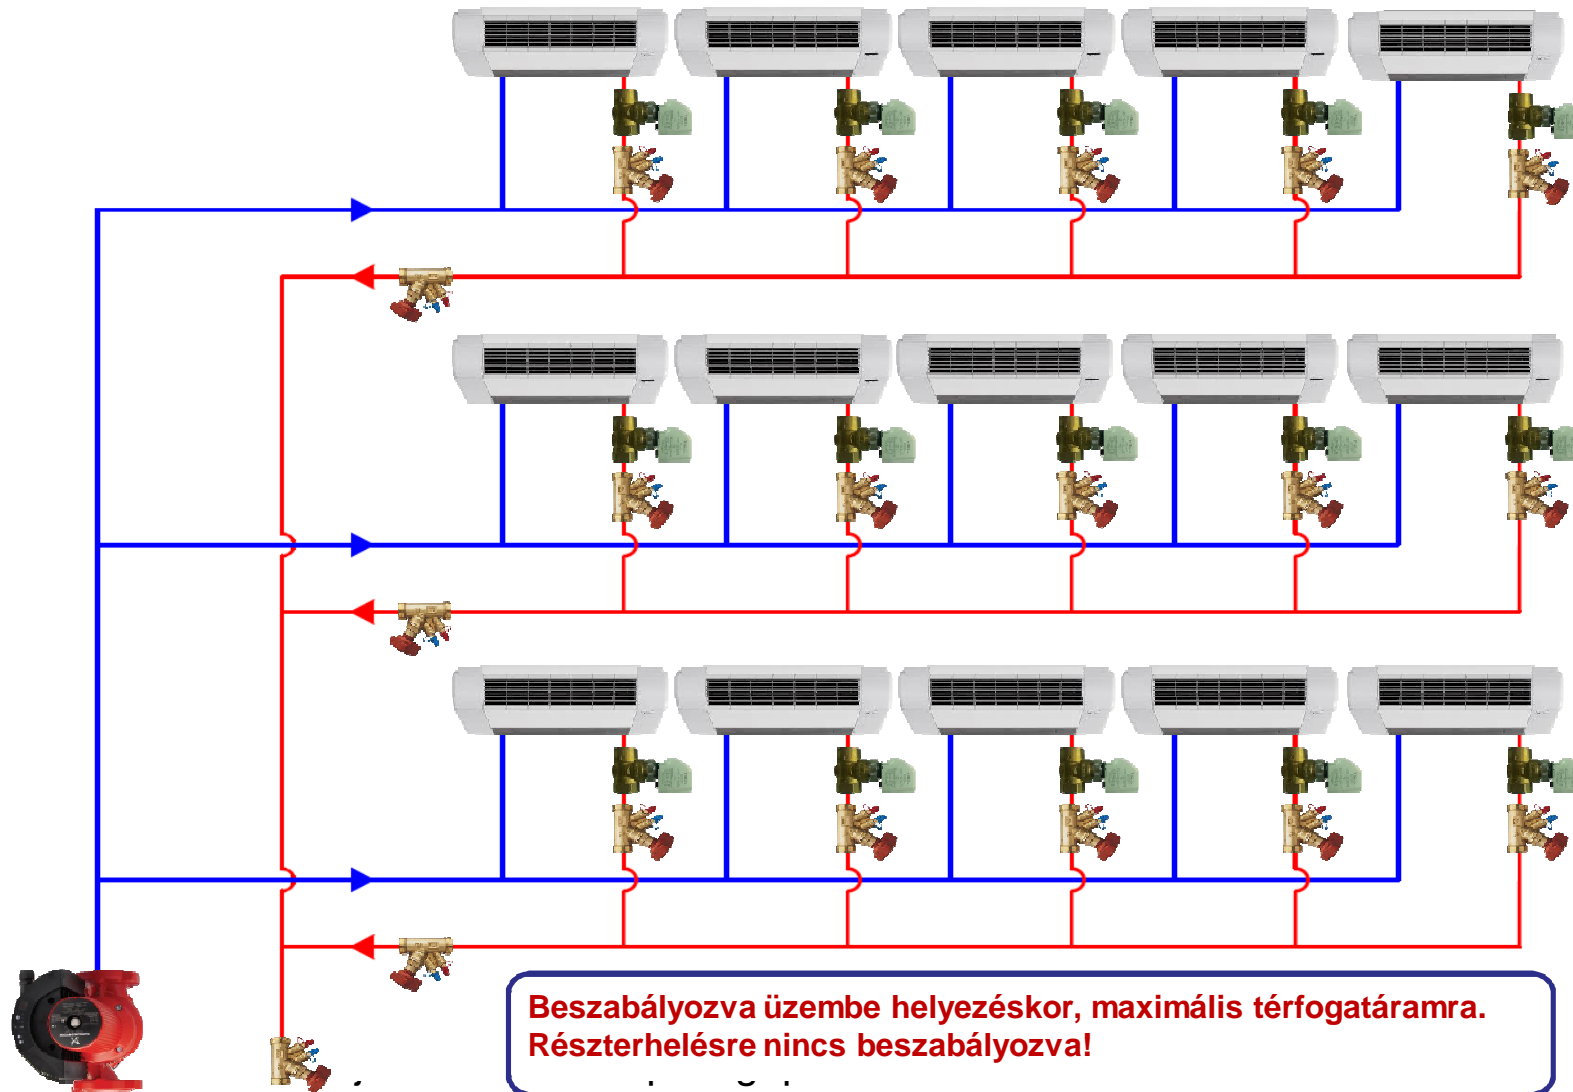 Beszabályozva üzembe helyezéskor, maximális térfogatáramra.
Részterhelésre nincs beszabályozva!